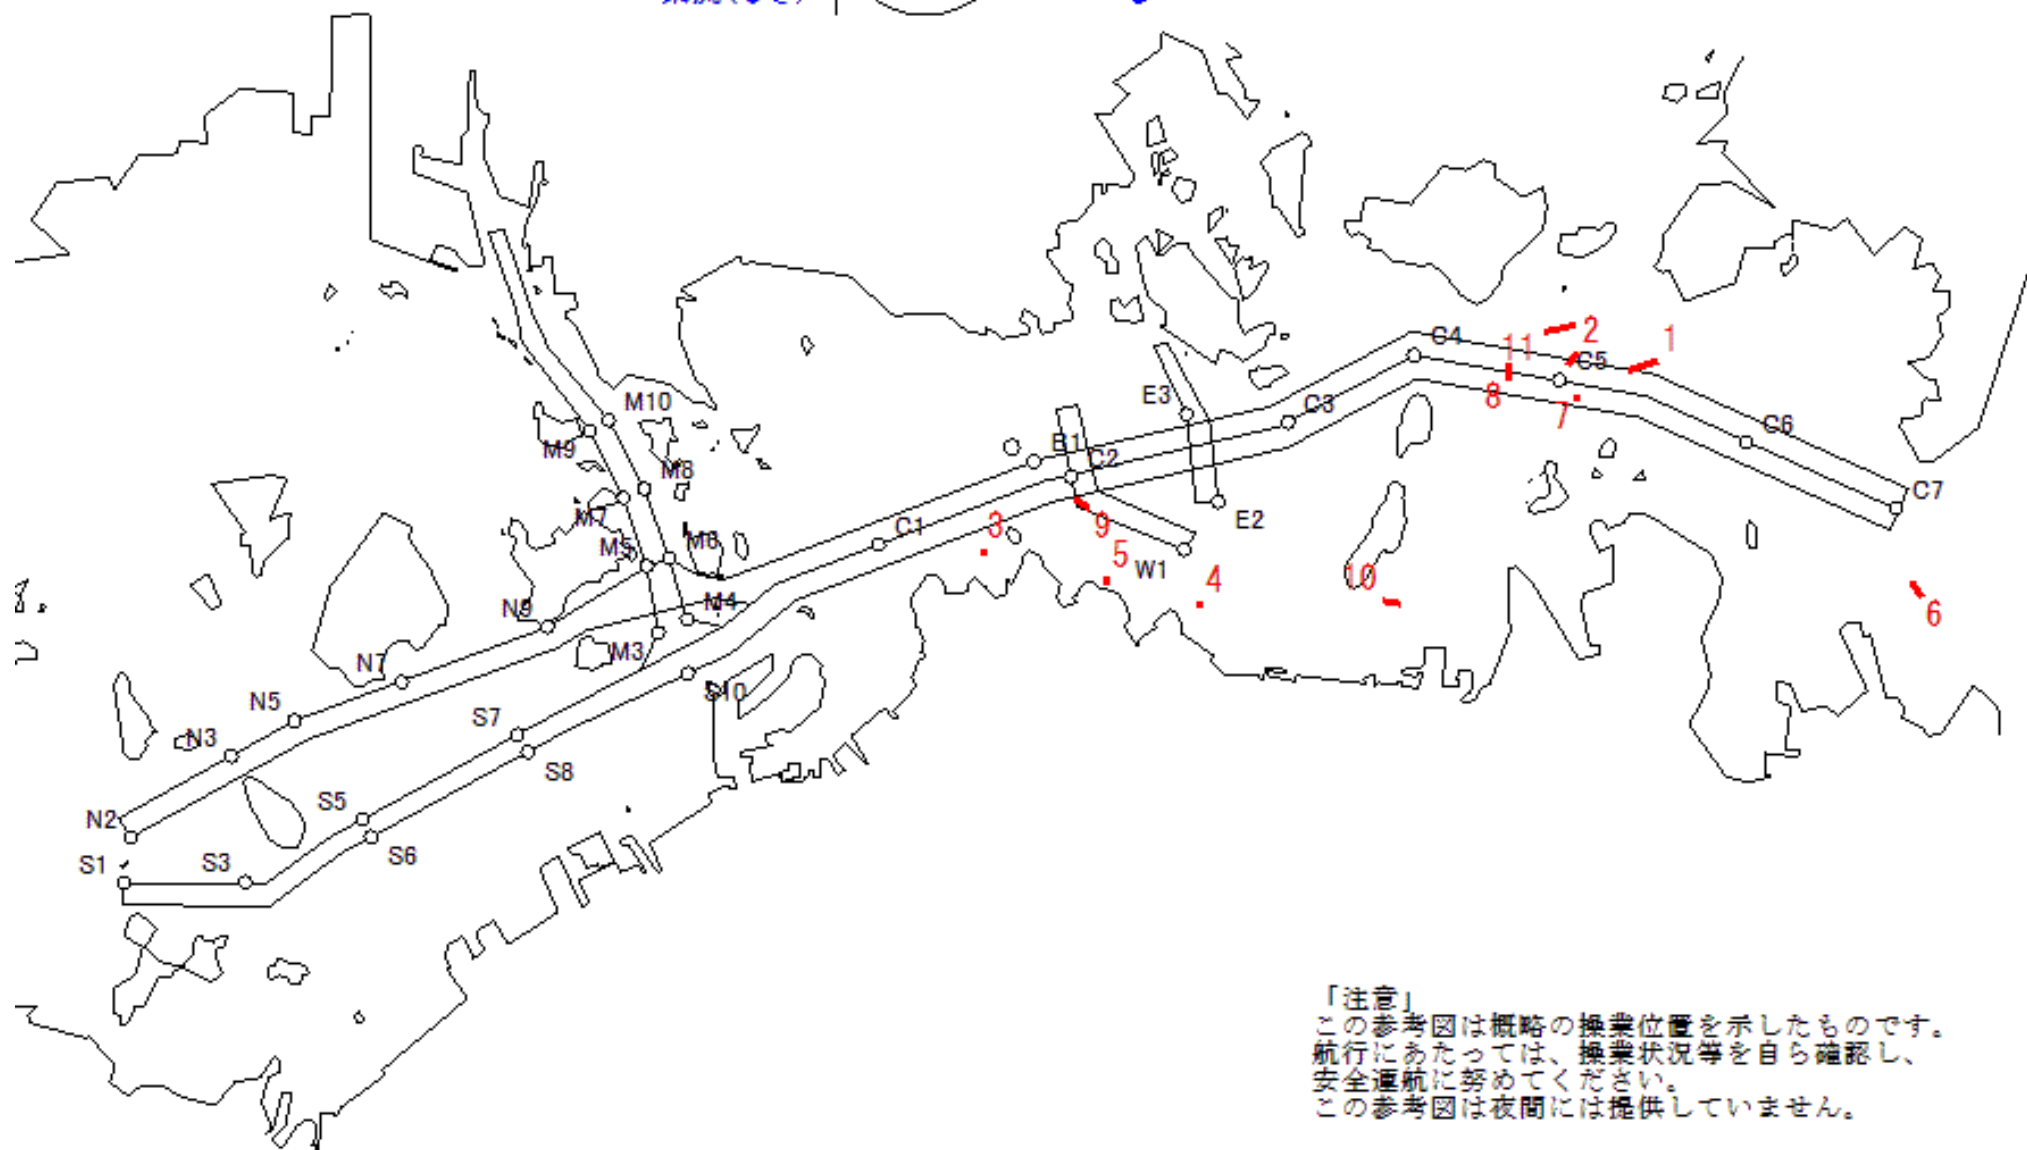 C4
11
2
1
C5
8
7
E3
C3
C6
M10
M9
M8
B1
C2
C7
M7
3
9
E2
M5
M6
C1
5
W1
4
10
6
N9
M4
M3
N7
S10
N5
N3
S7
S8
N2
S5
S6
S1
S3
「注意」
この参考図は概略の操業位置を示したものです。
航行にあたっては、操業状況等を自ら確認し、
安全運航に努めてください。
この参考図は夜間には提供していません。